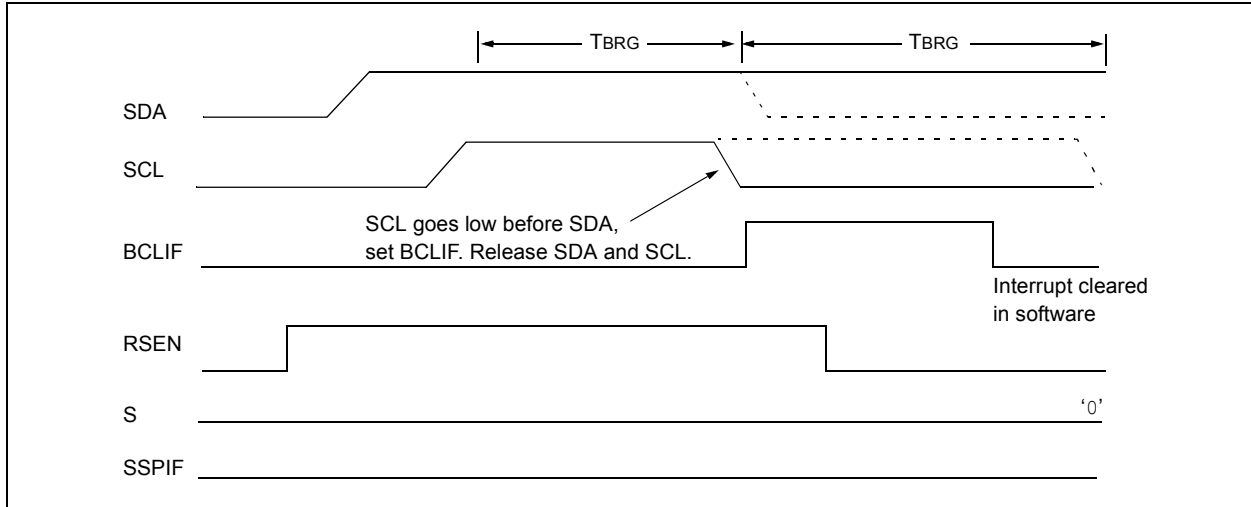 TBRG
TBRG
SDA
SCL
SCL goes low before SDA,
set BCLIF. Release SDA and SCL.
BCLIF
Interrupt cleared
in software
RSEN
S
‘0’
SSPIF